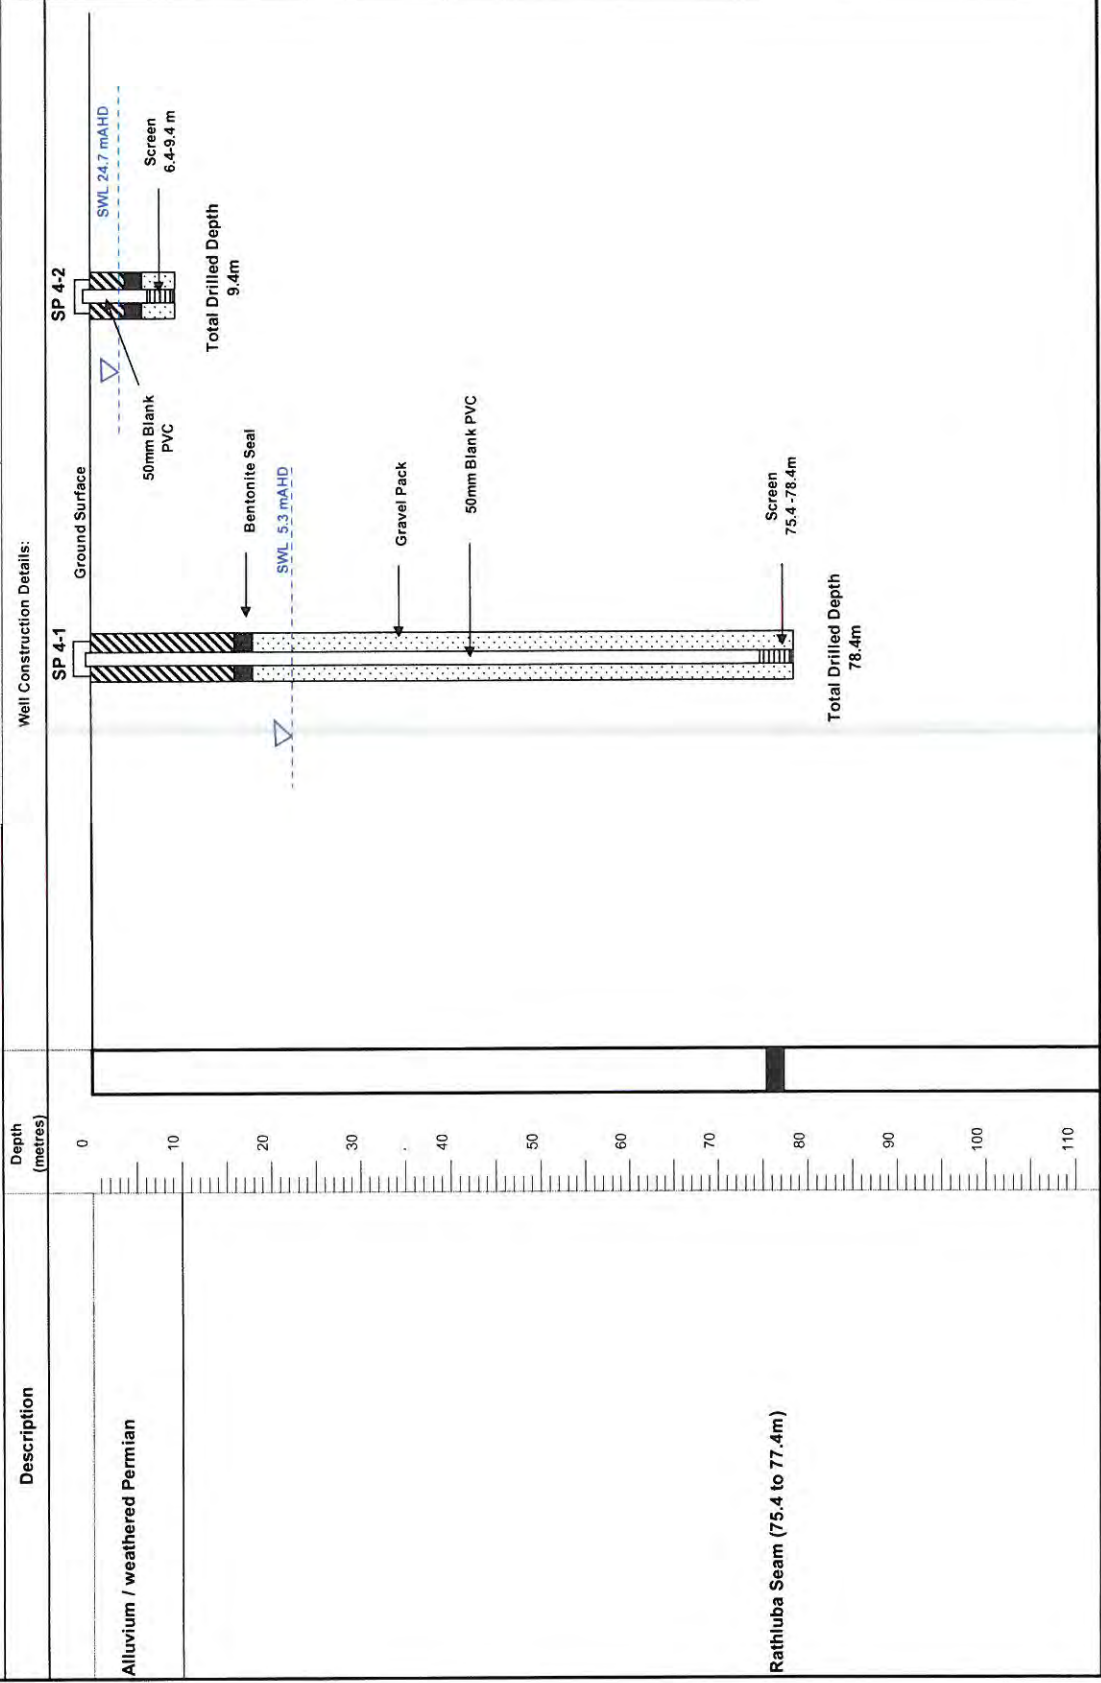 Description
Depth
(metres)
Well Construction Details:
SP 4-1
SP 4-2
Ground Surface
0
10
20
30
40
50
60
70
80
90
100
110
Alluvium / weathered Permian
Rathluba Seam (75.4 to 77.4m)
SWL 24.7 mAHD
Screen
6.4-9.4 m
50mm Blank
PVC
Total Drilled Depth
9.4m
Bentonite Seal
SWL 5.3 mAHD
Gravel Pack
50mm Blank PVC
Screen
75.4 -78.4m
Total Drilled Depth
78.4m